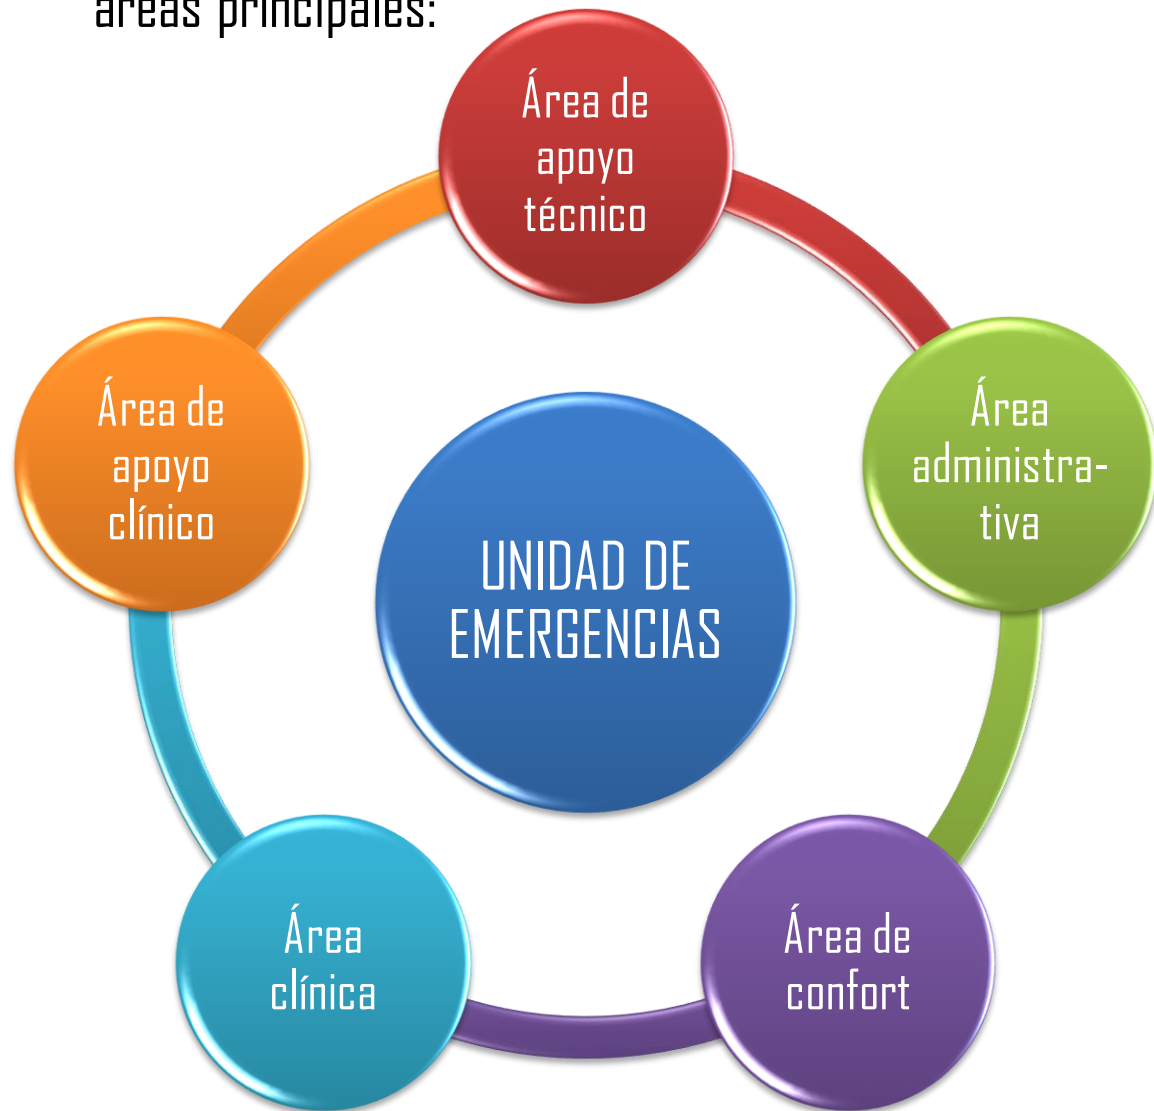 áreas principales:
Área de
apoyo
técnico
Área
administra-
tiva
Área de
confort
Área
clínica
Área de
apoyo
clínico
UNIDAD DE
EMERGENCIAS